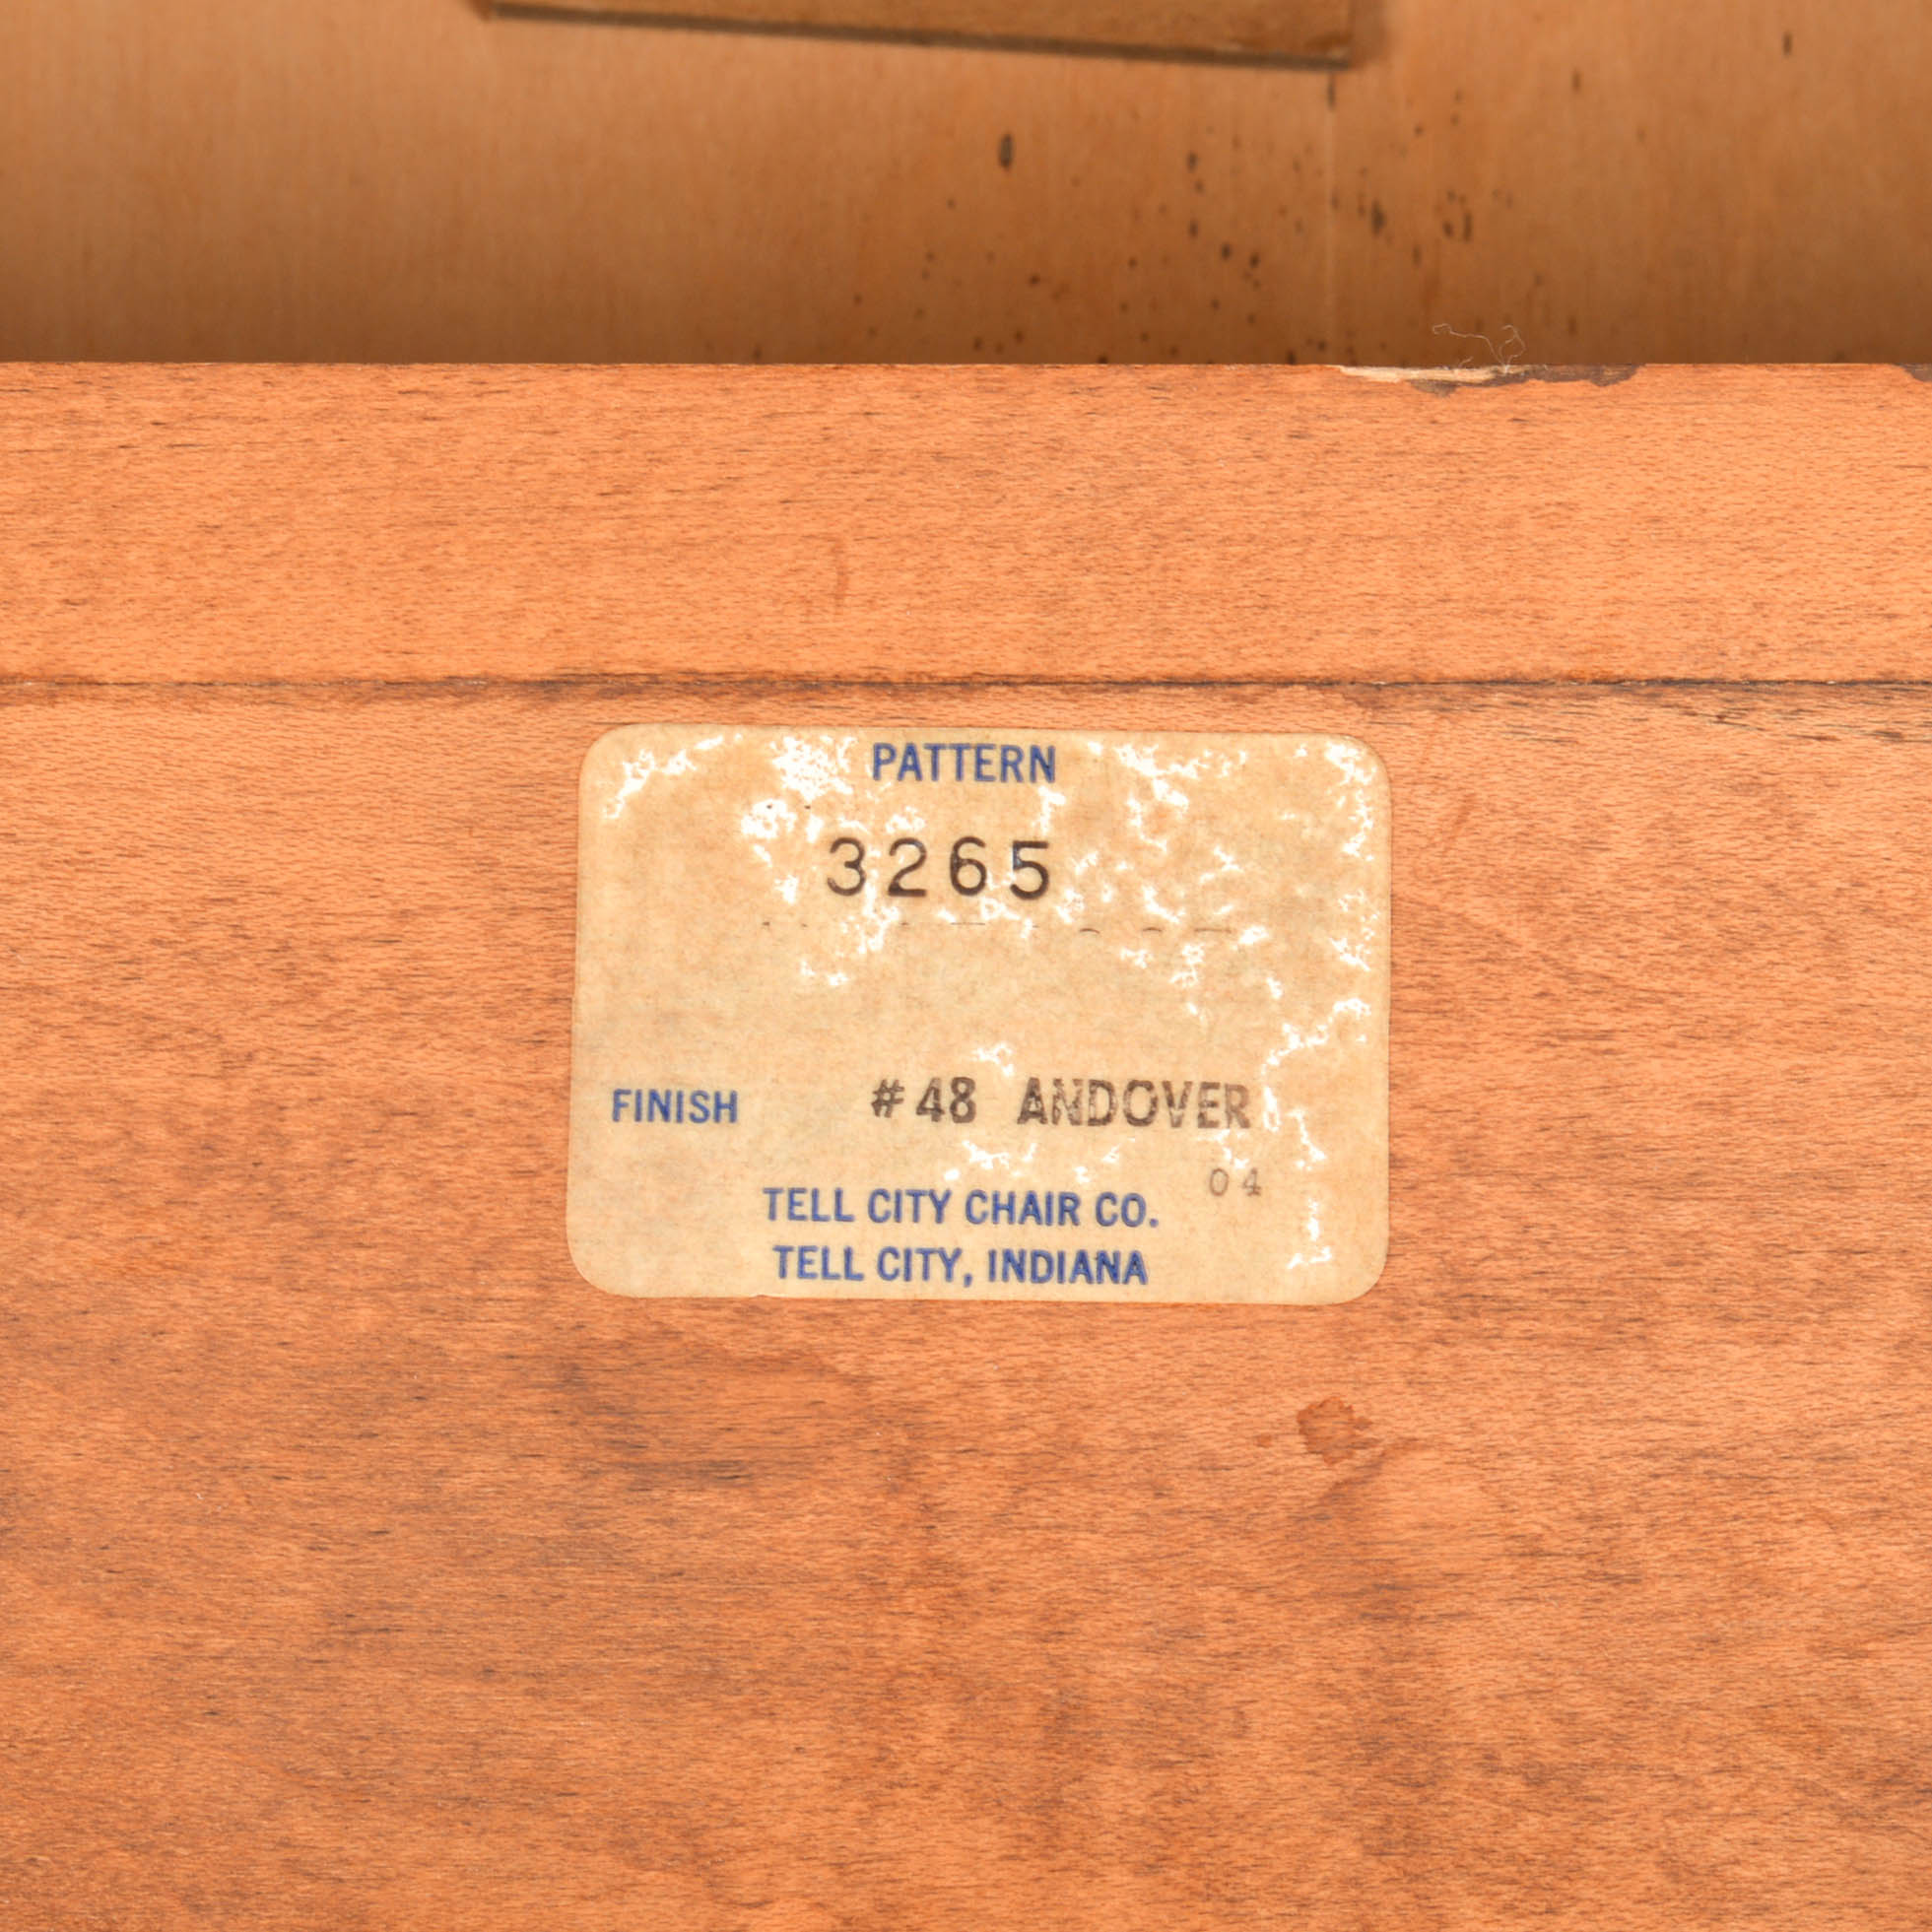 PATTERN
3265
FINISH #48 ANDOVER
04
TELL CITY CHAIR CO.
TELL CITY, INDIANA